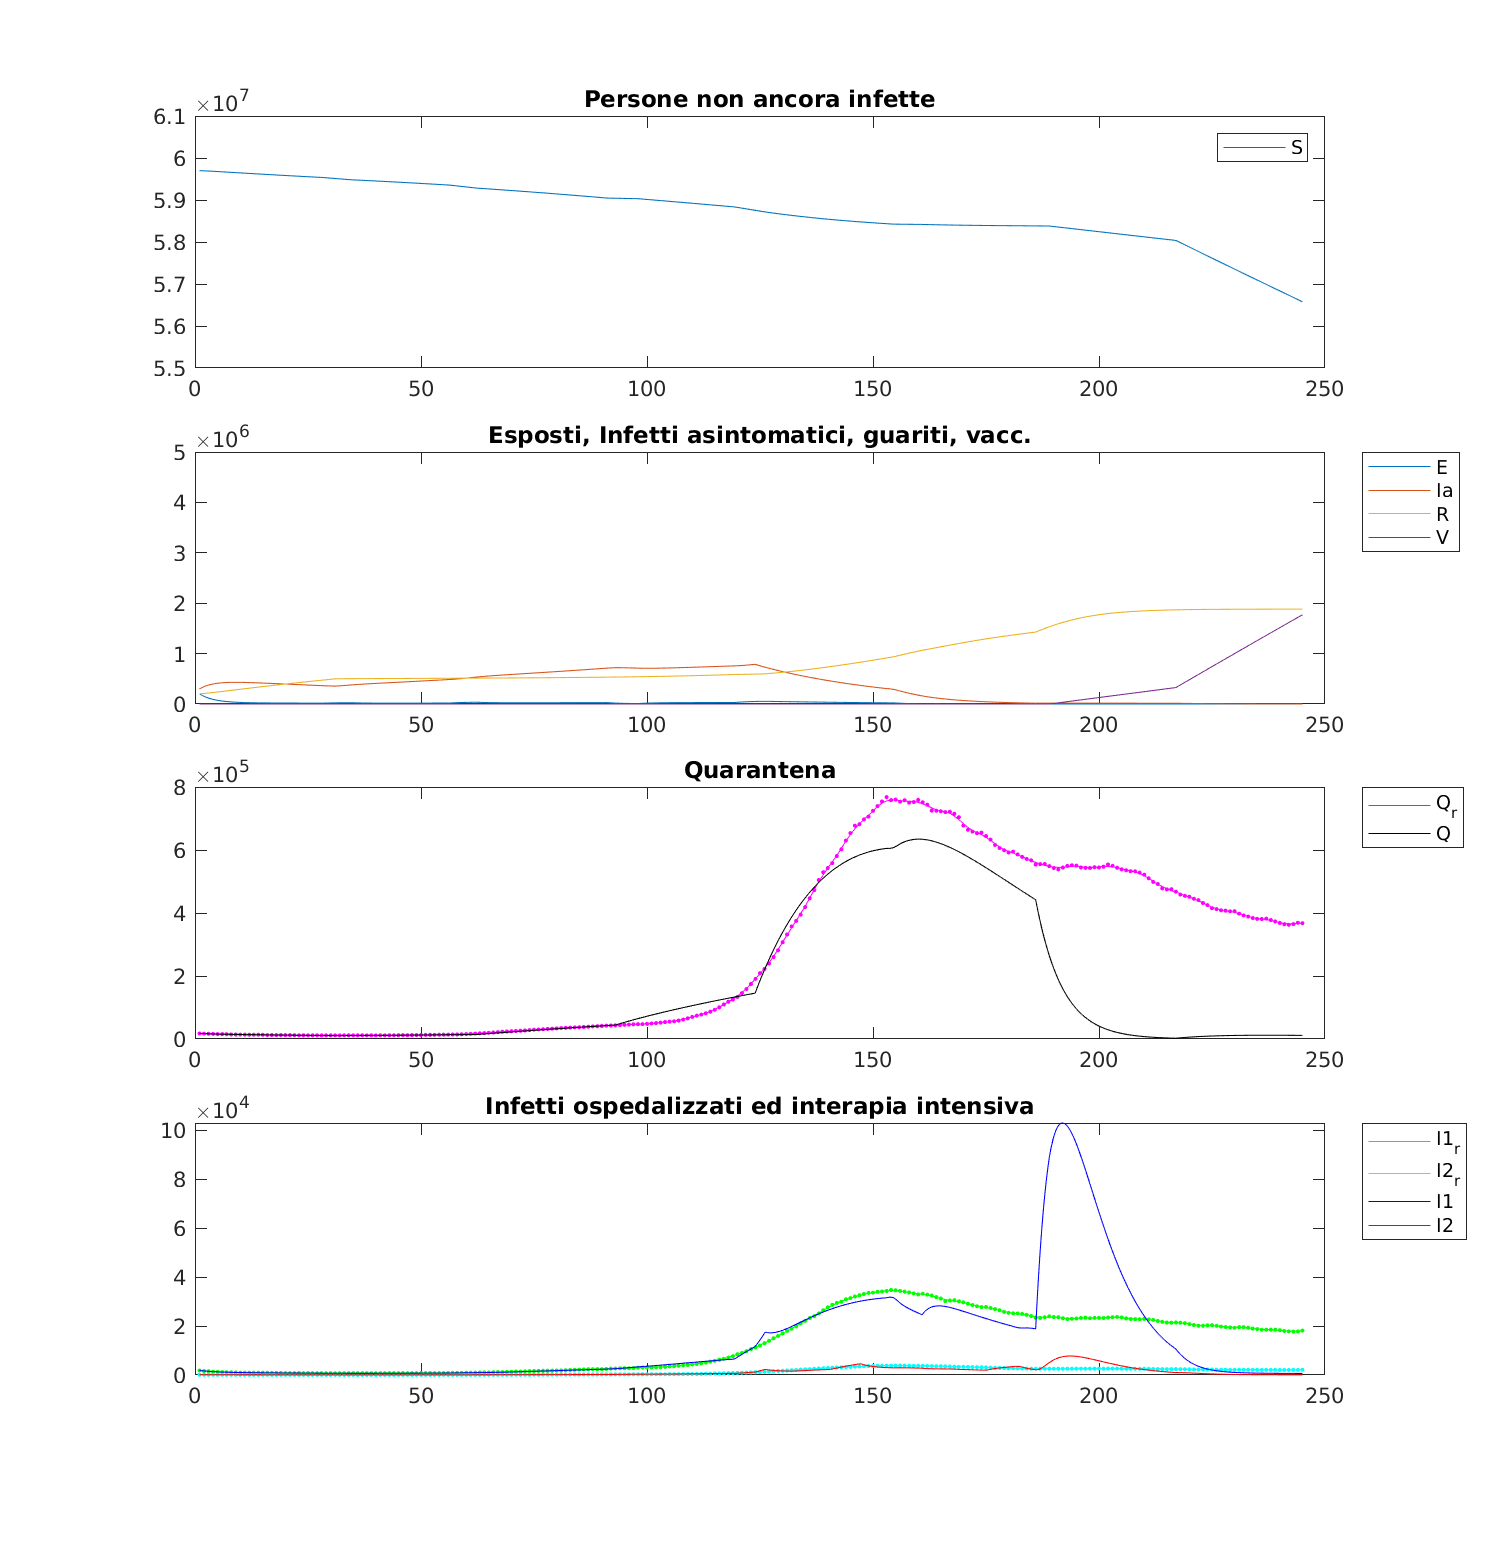 Persone non ancora infette
×10^7
6.1
6
5.9
5.8
5.7
5.6
5.5
0 50 100 150 200 250
S
Esposti, Infetti asintomatici, guariti, vacc.
×10^6
5
4
3
2
1
0
0 50 100 150 200 250
E
Ia
R
V
Quarantena
×10^5
8
6
4
2
0
0 50 100 150 200 250
Q_r
Q
Infetti ospedalizzati ed interapia intensiva
×10^4
10
8
6
4
2
0
0 50 100 150 200 250
I1_r
I2_r
I1
I2